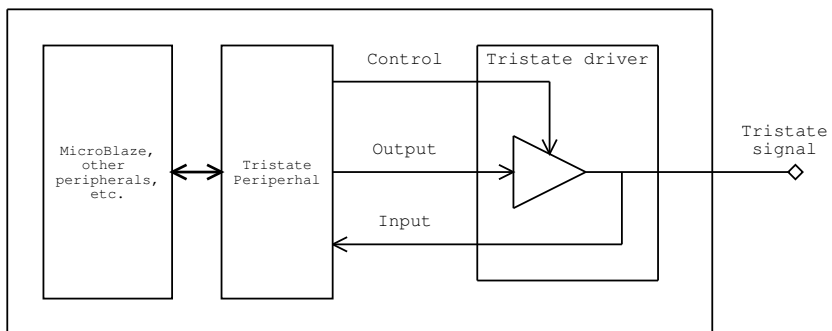 Control
Tristate driver
MicroBlaze,
other
peripherals,
etc.
Tristate
Periperhal
Output
Input
Tristate
signal